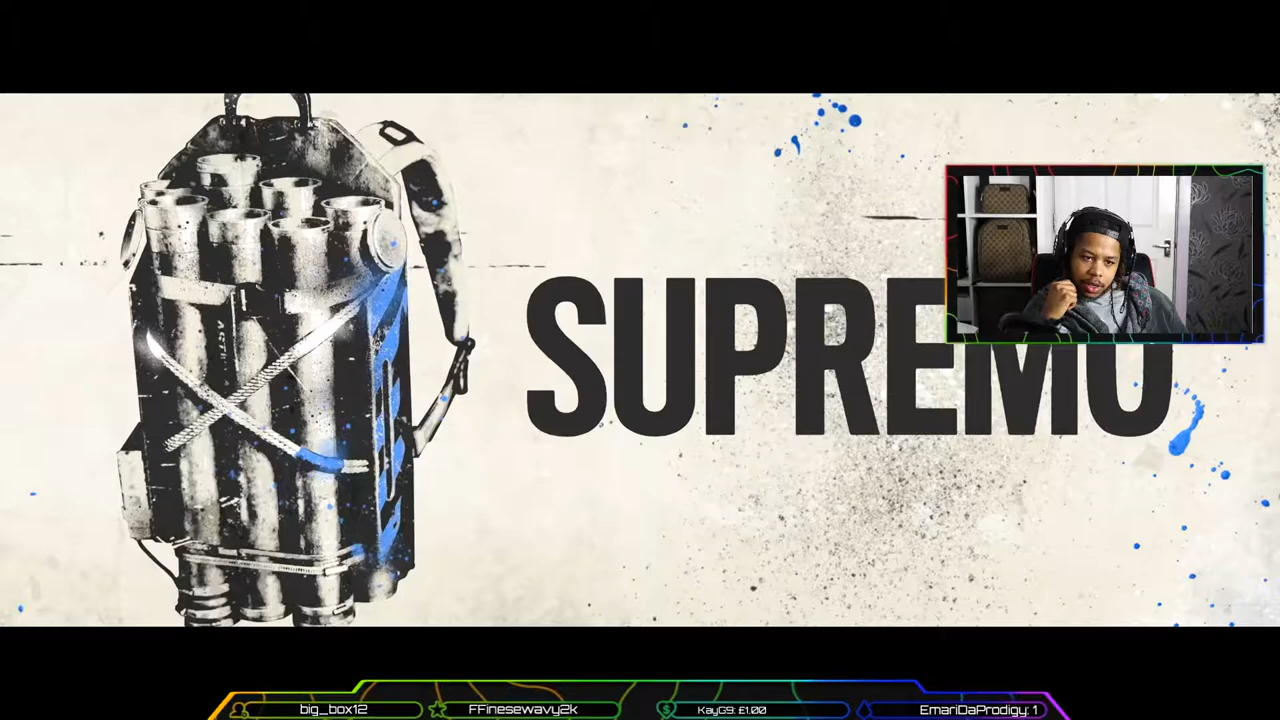 SUPREMO
big_box12
FFinesewavy2k
KayG9: £1.00
EmariDaProdigy: 1